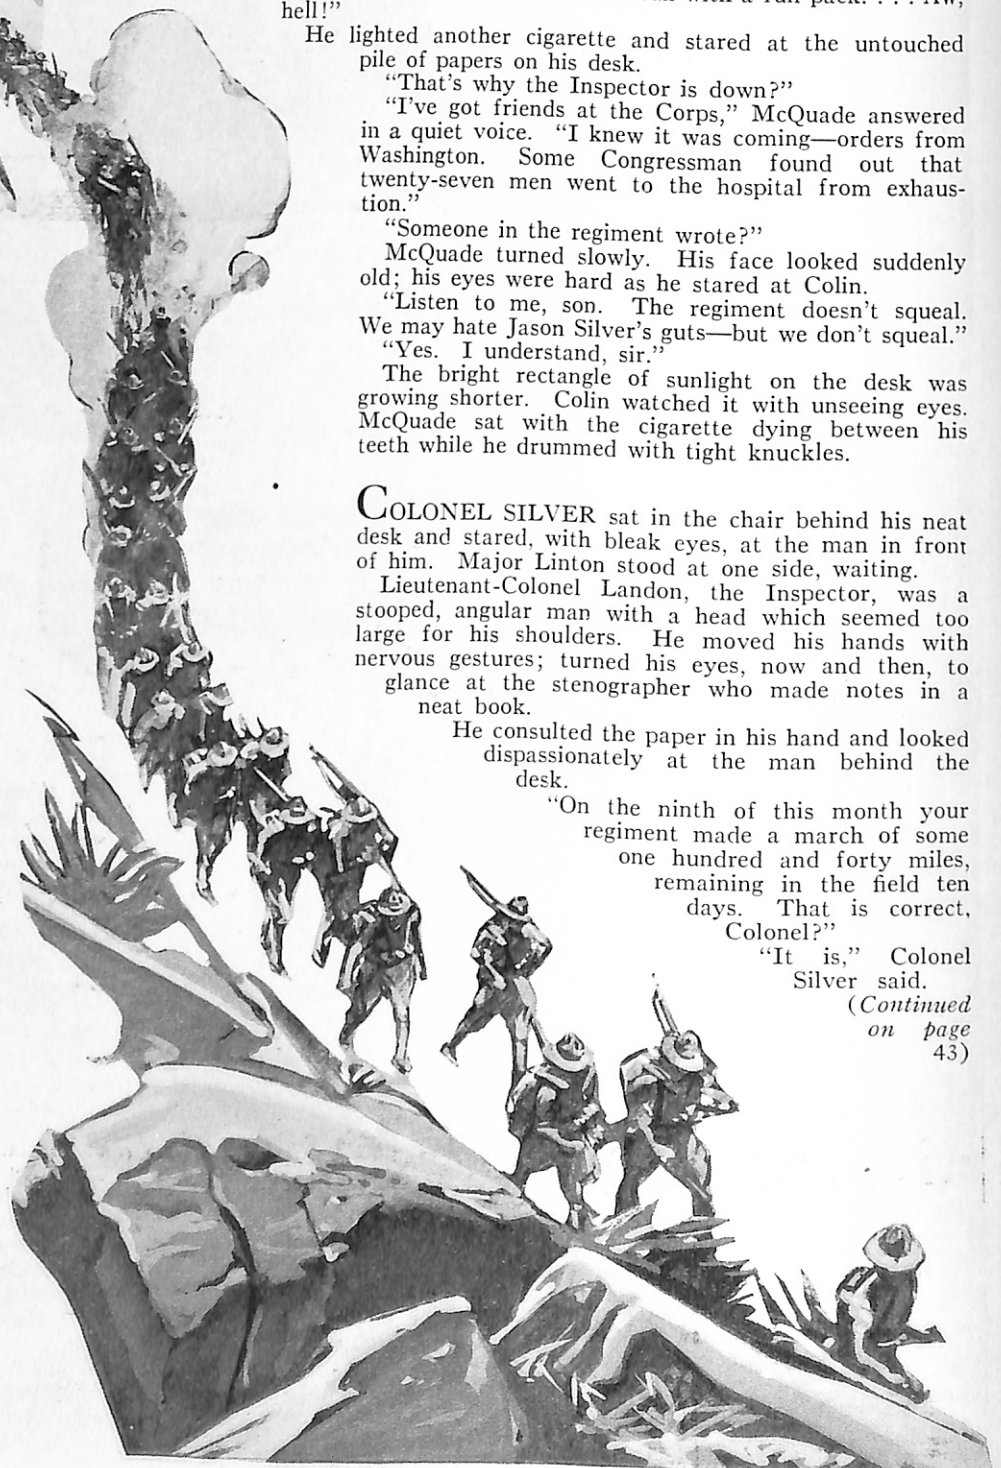 with a full pack. . . . Aw,
hell!”
He lighted another cigarette and stared at the untouched
pile of papers on his desk.
“That’s why the Inspector is down?”
“I’ve got friends at the Corps,” McQuade answered
in a quiet voice. “I knew it was coming—orders from
Washington. Some Congressman found out that
twenty-seven men went to the hospital from exhaus-
tion.”
“Someone in the regiment wrote?”
McQuade turned slowly. His face looked suddenly
old; his eyes were hard as he stared at Colin.
“Listen to me, son. The regiment doesn’t squeal.
We may hate Jason Silver’s guts—but we don’t squeal.”
“Yes. I understand, sir.”
The bright rectangle of sunlight on the desk was
growing shorter. Colin watched it with unseeing eyes.
McQuade sat with the cigarette dying between his
teeth while he drummed with tight knuckles.
COLONEL SILVER sat in the chair behind his neat
desk and stared, with bleak eyes, at the man in front
of him. Major Linton stood at one side, waiting.
Lieutenant-Colonel Landon, the Inspector, was a
stooped, angular man with a head which seemed too
large for his shoulders. He moved his hands with
nervous gestures; turned his eyes, now and then, to
glance at the stenographer who made notes in a
neat book.
He consulted the paper in his hand and looked
dispassionately at the man behind the
desk.
“On the ninth of this month your
regiment made a march of some
one hundred and forty miles,
remaining in the field ten
days. That is correct,
Colonel?”
“It is,” Colonel
Silver said.
(Continued
on page
43)